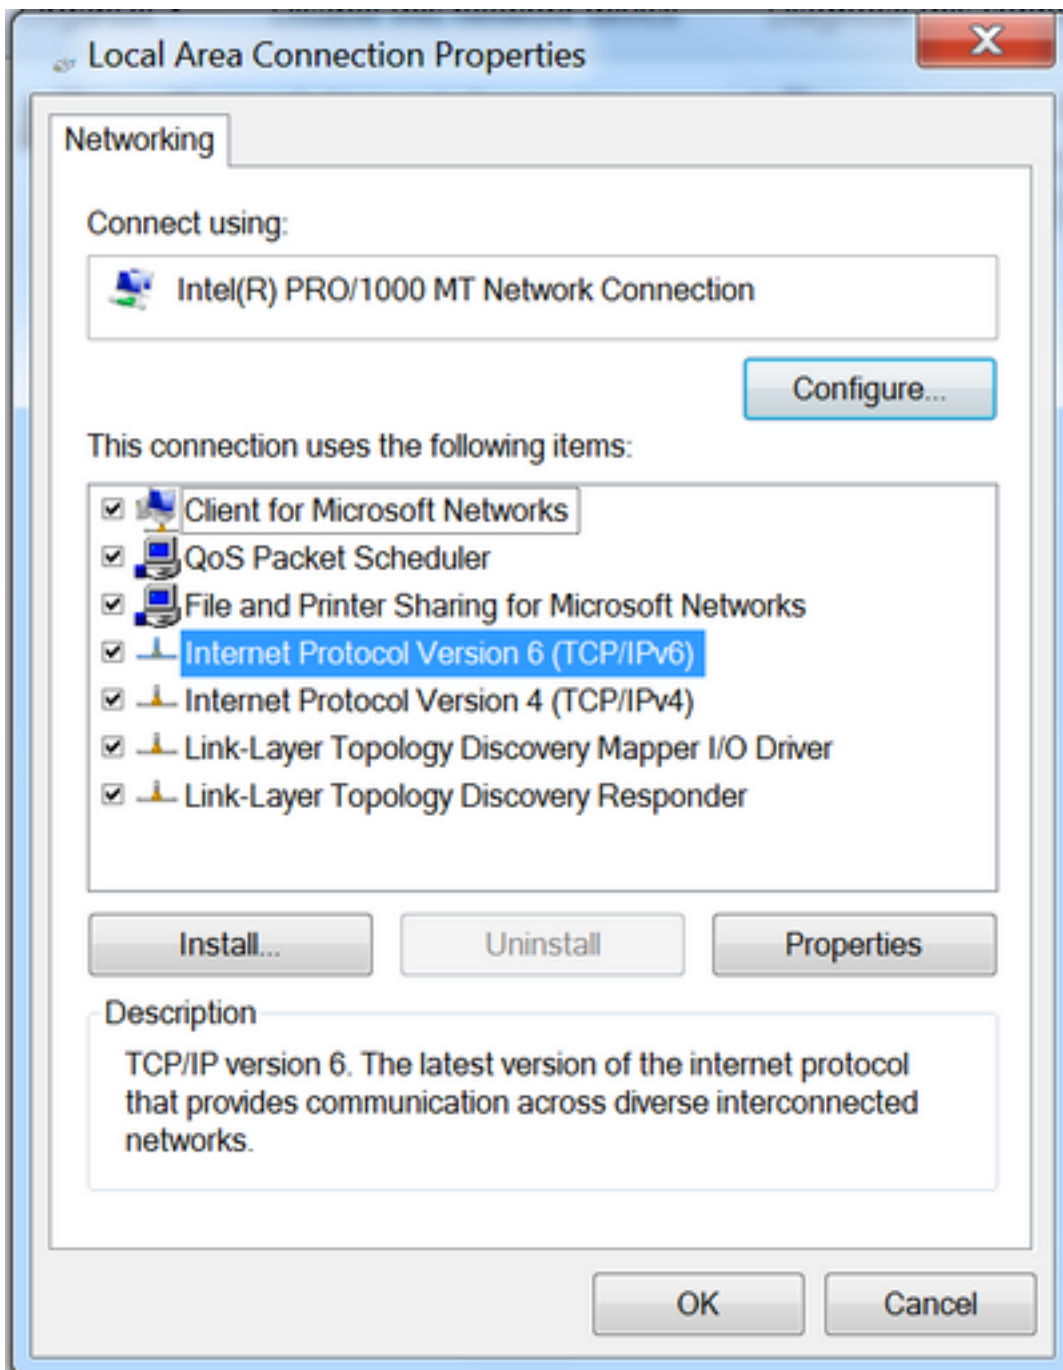 Local Area Connection Properties
Networking
Connect using:
Intel(R) PRO/1000 MT Network Connection
Configure...
This connection uses the following items:
Client for Microsoft Networks
QoS Packet Scheduler
File and Printer Sharing for Microsoft Networks
Internet Protocol Version 6 (TCP/IPv6)
Internet Protocol Version 4 (TCP/IPv4)
Link-Layer Topology Discovery Mapper I/O Driver
Link-Layer Topology Discovery Responder
Install...
Uninstall
Properties
Description
TCP/IP version 6. The latest version of the internet protocol
that provides communication across diverse interconnected
networks.
OK
Cancel